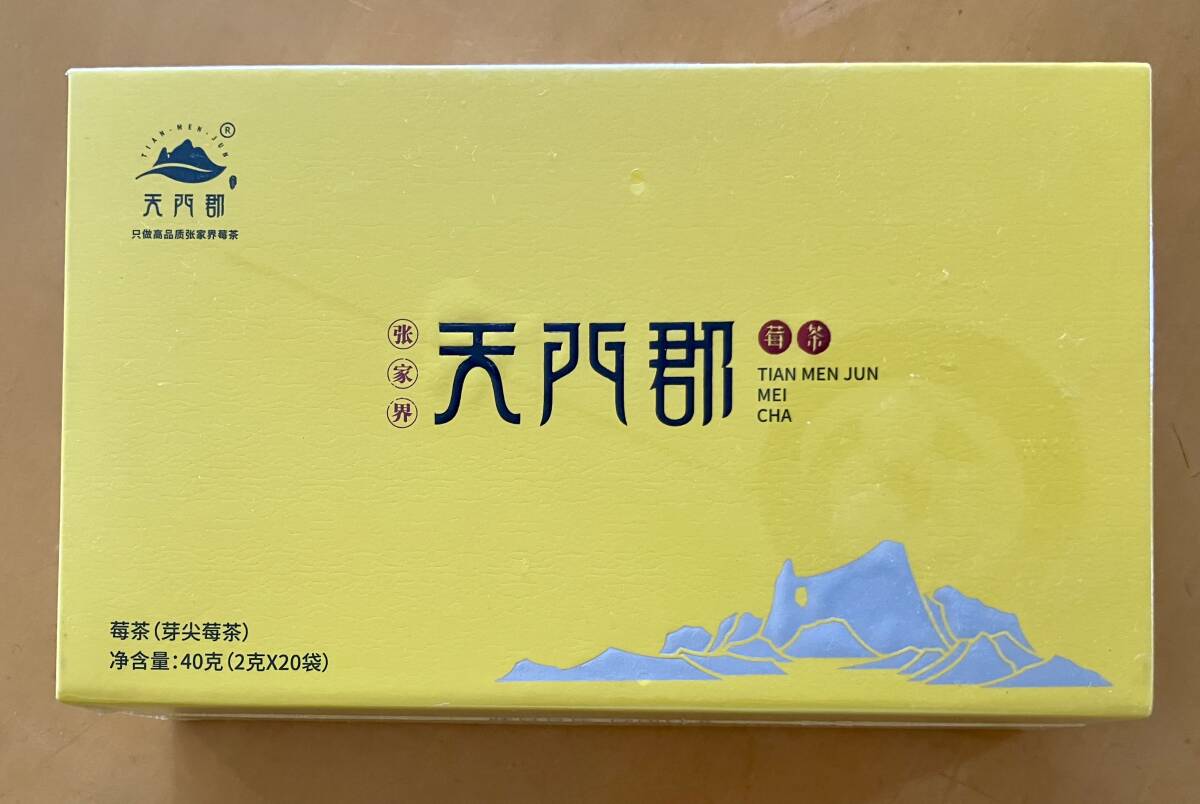 TIAN-MEN-JUN ®
天門郡
只做高品质张家界莓茶
张家界
天門郡
莓茶
TIAN MEN JUN
MEI
CHA
莓茶(芽尖莓茶)
净含量:40克(2克X20袋)